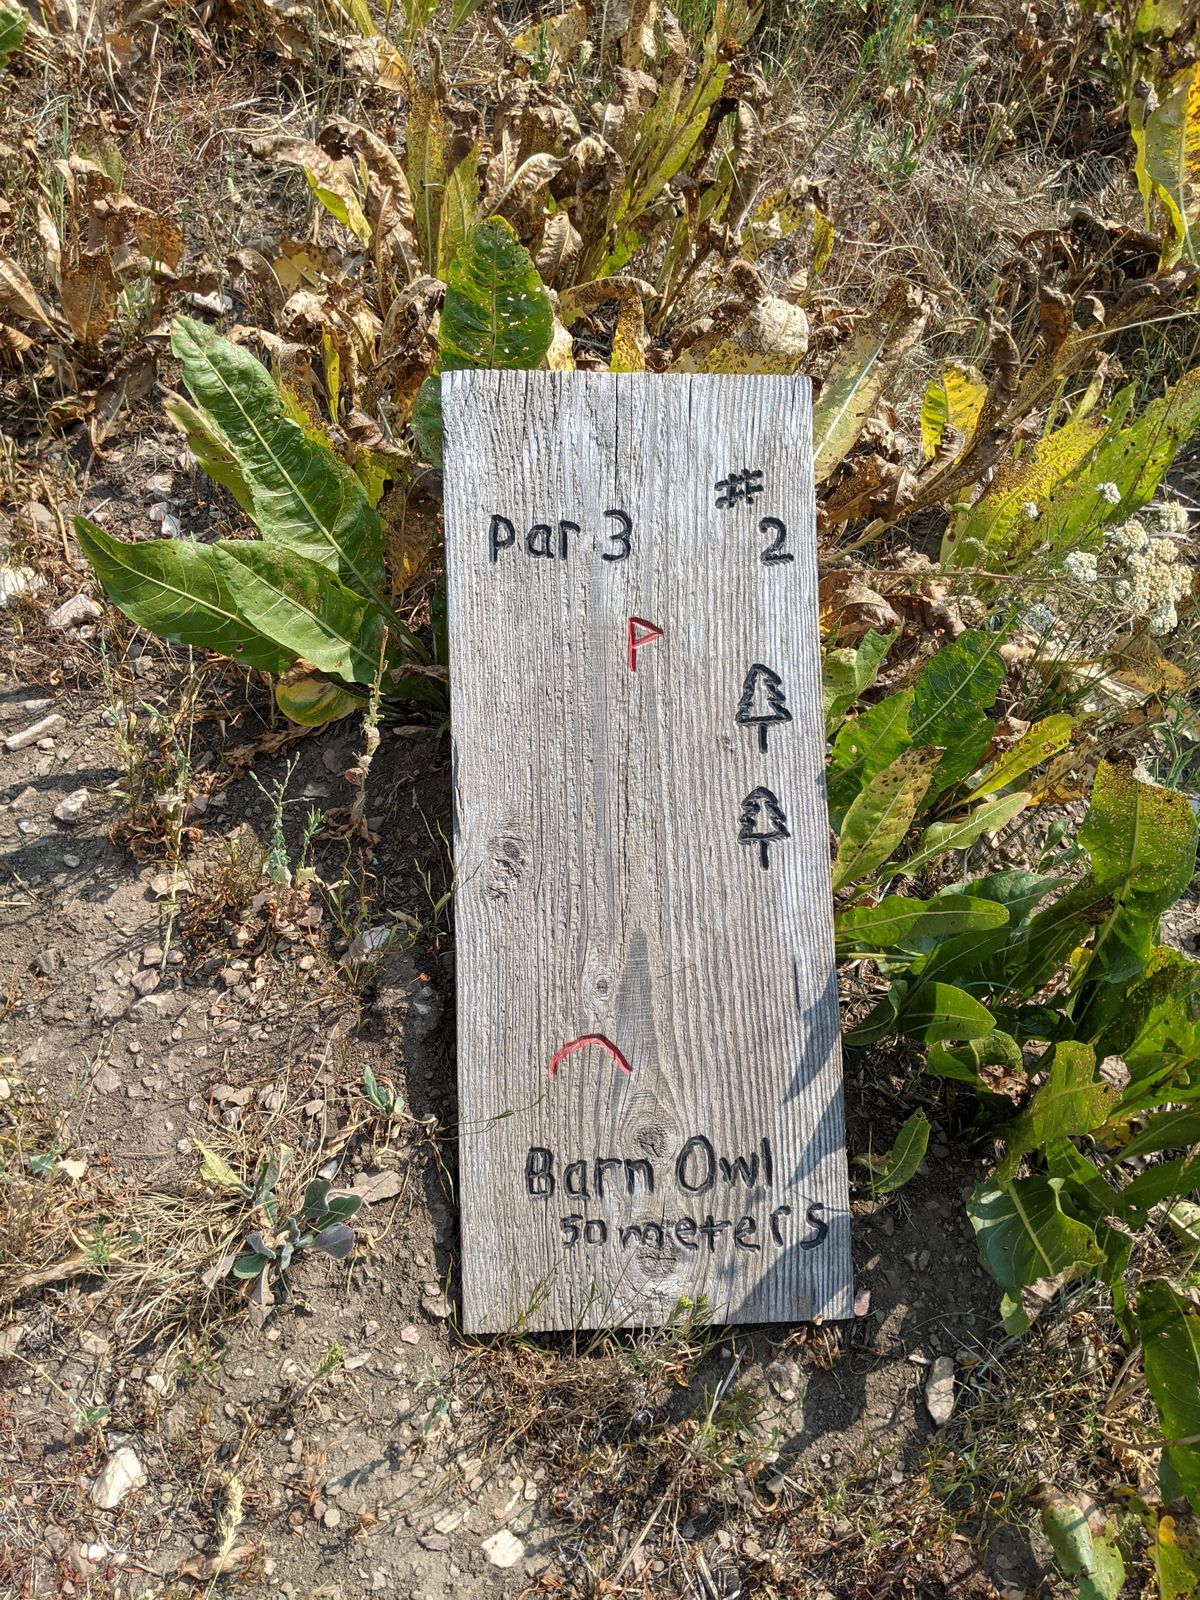 Par 3 #2
Barn Owl
50 meters